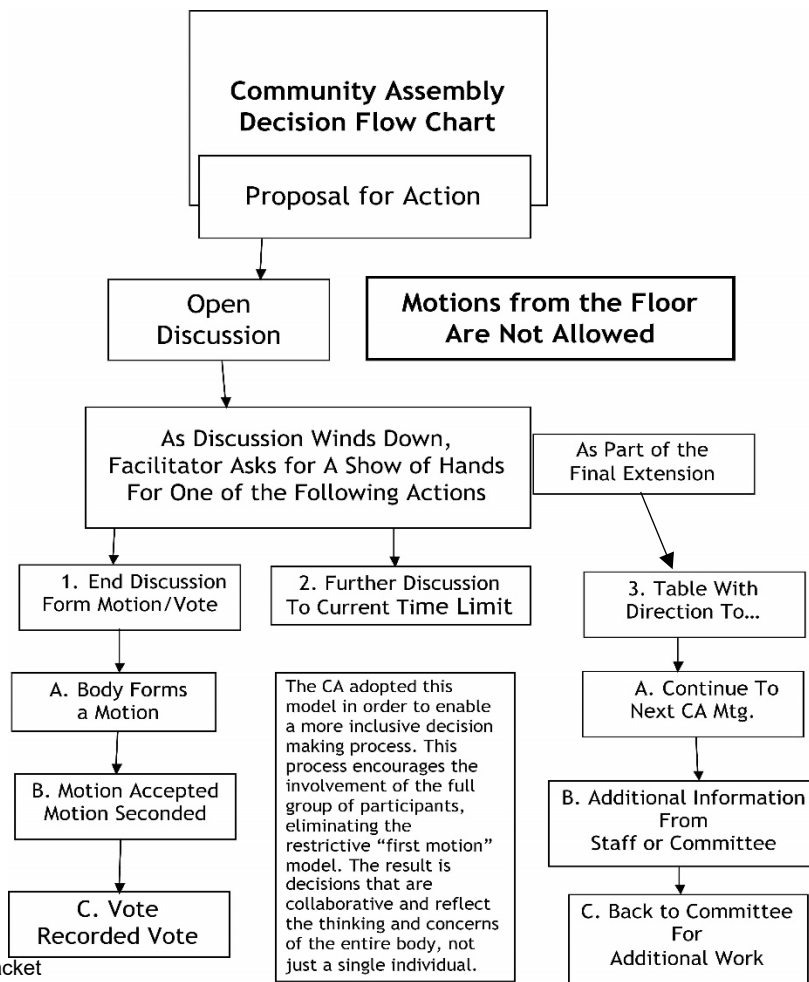 Community Assembly
Decision Flow Chart
Proposal for Action
Open
Discussion
Motions from the Floor
Are Not Allowed
As Discussion Winds Down,
Facilitator Asks for A Show of Hands
For One of the Following Actions
As Part of the
Final Extension
1. End Discussion
Form Motion/Vote
2. Further Discussion
To Current Time Limit
3. Table With
Direction To…
A. Body Forms
a Motion
B. Motion Accepted
Motion Seconded
C. Vote
Recorded Vote
The CA adopted this
model in order to enable
a more inclusive decision
making process. This
process encourages the
involvement of the full
group of participants,
eliminating the
restrictive “first motion”
model. The result is
decisions that are
collaborative and reflect
the thinking and concerns
of the entire body, not
just a single individual.
A. Continue To
Next CA Mtg.
B. Additional Information
From
Staff or Committee
C. Back to Committee
For
Additional Work
acket